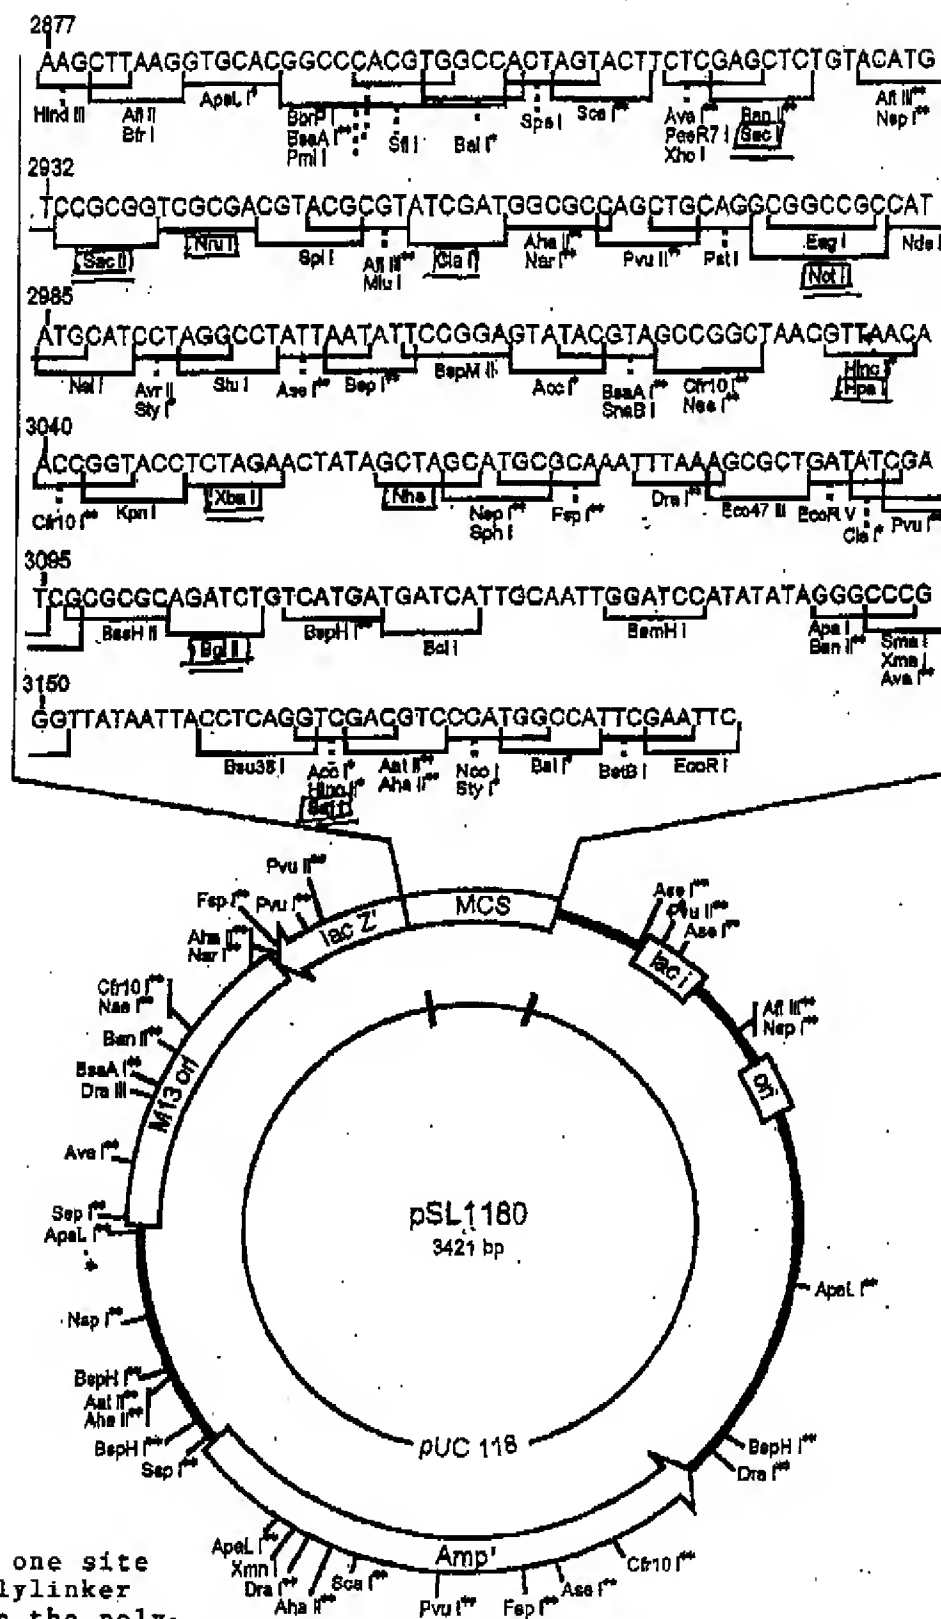 2877
AAGCTTAAGGTGCACGGCCCACGTGGCCACTAGTACTTCTCGAGCTCTGTACATG
Hind III Afl II ApaL I* BspP I Sfi I Bal I* Spe I Sca I** Ava I** Ban II** Afl III**
Bfr I BsaA I** PaeR7 I Sac I Nsp I**
Pml I Xho I
2932
TCCGCGGTCGCGACGTACGCGTATCGATGGCGCCAGCTGCAGGCGGCCGCCAT
Sac II Nru I Spl I Afl III** Cla I* Aha II** Pvu II** Pst I Eag I Nde I
Mlu I Nar I** Not I
2985
ATGCATCCTAGGCCTATTAATATTCCGGAGTATACGTAGCCGGCTAACGTTAACA
Nsi I Avr II Stu I Ase I** Ssp I** BspM II Acc I* BsaA I** Cfr10 I** Hinc II*
Sty I* SnaB I Nae I** Hpa I
3040
ACCGGTACCTCTAGAACTATAGCTAGCATGCGCAAATTTAAAGCGCTGATATCGA
Cfr10 I** Kpn I Xba I Nhe I Nsp I** Fsp I** Dra I** Eco47 III EcoR V Cla I* Pvu I**
Sph I
3095
TCGCGCGCAGATCTGTCATGATGATCATTGCAATTGGATCCATATATAGGGCCCG
BssH II Bgl II BspH I** Bcl I BamH I Apa I Sma I
Ban II** Xma I
Ava I**
3150
GGTTATAATTACCTCAGGTCGACGTCCCATGGCCATTCGAATTC
Bsu36 I Acc I* Aat II** Nco I Bal I* BstB I EcoR I
Hinc II* Aha II** Sty I*
Sal I
Pvu II**
Fsp I** Pvu I** lac Z' MCS Ase I**
Pvu II**
Ase I**
Aha II**
Nar I**
lac i
Cfr10 I**
Nae I**
Afl III**
Nsp I**
Ban II**
BsaA I**
Dra III
M13 ori
ori
Ava I**
Ssp I**
ApaL I**
*
pSL1180
3421 bp
ApaL I**
Nsp I**
BspH I**
Aat II**
Aha II**
BspH I**
Ssp I**
pUC 118
BspH I**
Dra I**
ApaL I**
Xmn I
Dra I**
Aha II**
Sca I**
Amp'
Pvu I**
Fsp I**
Ase I**
Cfr10 I**
one site
lylinker
the poly-